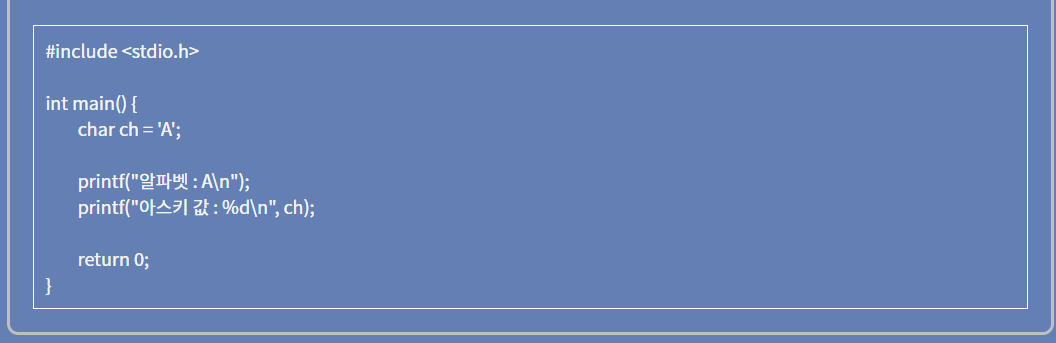 #include <stdio.h>
int main() {
char ch = 'A';
printf("알파벳 : A\n");
printf("아스키 값 : %d\n", ch);
return 0;
}